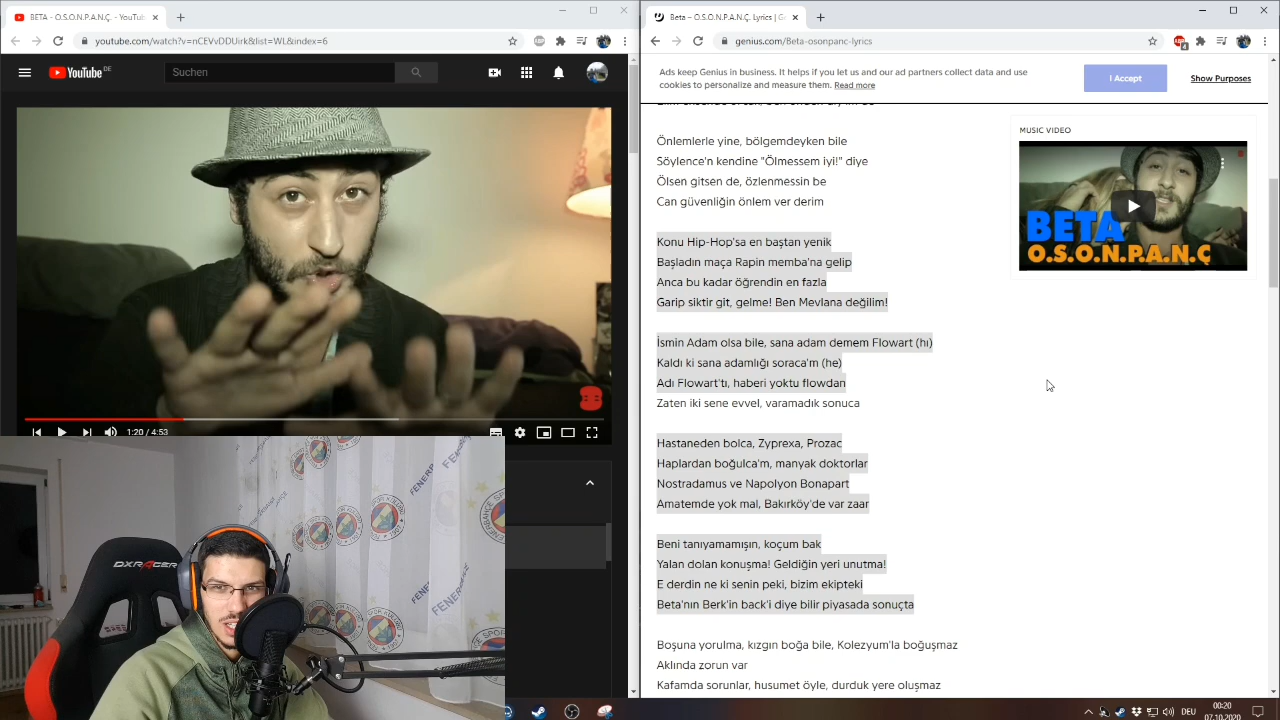 BETA - O.S.O.N.P.A.N.Ç. - YouTub
youtube.com/watch?v=nCEVvDDUirk&list=WL&index=6
YouTube DE
Suchen
1:20 / 4:53
Beta – O.S.O.N.P.A.N.Ç. Lyrics | G
genius.com/Beta-osonpanc-lyrics
4
Ads keep Genius in business. It helps if you let us and our ad partners collect data and use
cookies to personalize and measure them. Read more
I Accept
Show Purposes
Önlemlerle yine, bölgemdeyken bile
Söylence'n kendine "Ölmessem iyi!" diye
Ölsen gitsen de, özlenmessin be
Can güvenliğin önlem ver derim
Konu Hip-Hop'sa en baştan yenik
Başladın maça Rapin memba'na gelip
Anca bu kadar öğrendin en fazla
Garip siktir git, gelme! Ben Mevlana değilim!
İsmin Adam olsa bile, sana adam demem Flowart (hı)
Kaldı ki sana adamlığı soraca'm (he)
Adı Flowart'tı, haberi yoktu flowdan
Zaten iki sene evvel, varamadık sonuca
Hastaneden bolca, Zyprexa, Prozac
Haplardan boğulca'm, manyak doktorlar
Nostradamus ve Napolyon Bonapart
Amatemde yok mal, Bakırköy'de var zaar
Beni tanıyamamışın, koçum bak
Yalan dolan konuşma! Geldiğin yeri unutma!
E derdin ne ki senin peki, bizim ekipteki
Beta'nın Berk'in back'i diye bilir piyasada sonuçta
Boşuna yorulma, kızgın boğa bile, Kolezyum'la boğuşmaz
Aklında zorun var
Kafamda sorunlar, husumet öyle, durduk yere oluşmaz
MUSIC VIDEO
BETA
O.S.O.N.P.A.N.Ç
DXRACER
FENERBAHÇE
DEU
00:20
07.10.2020